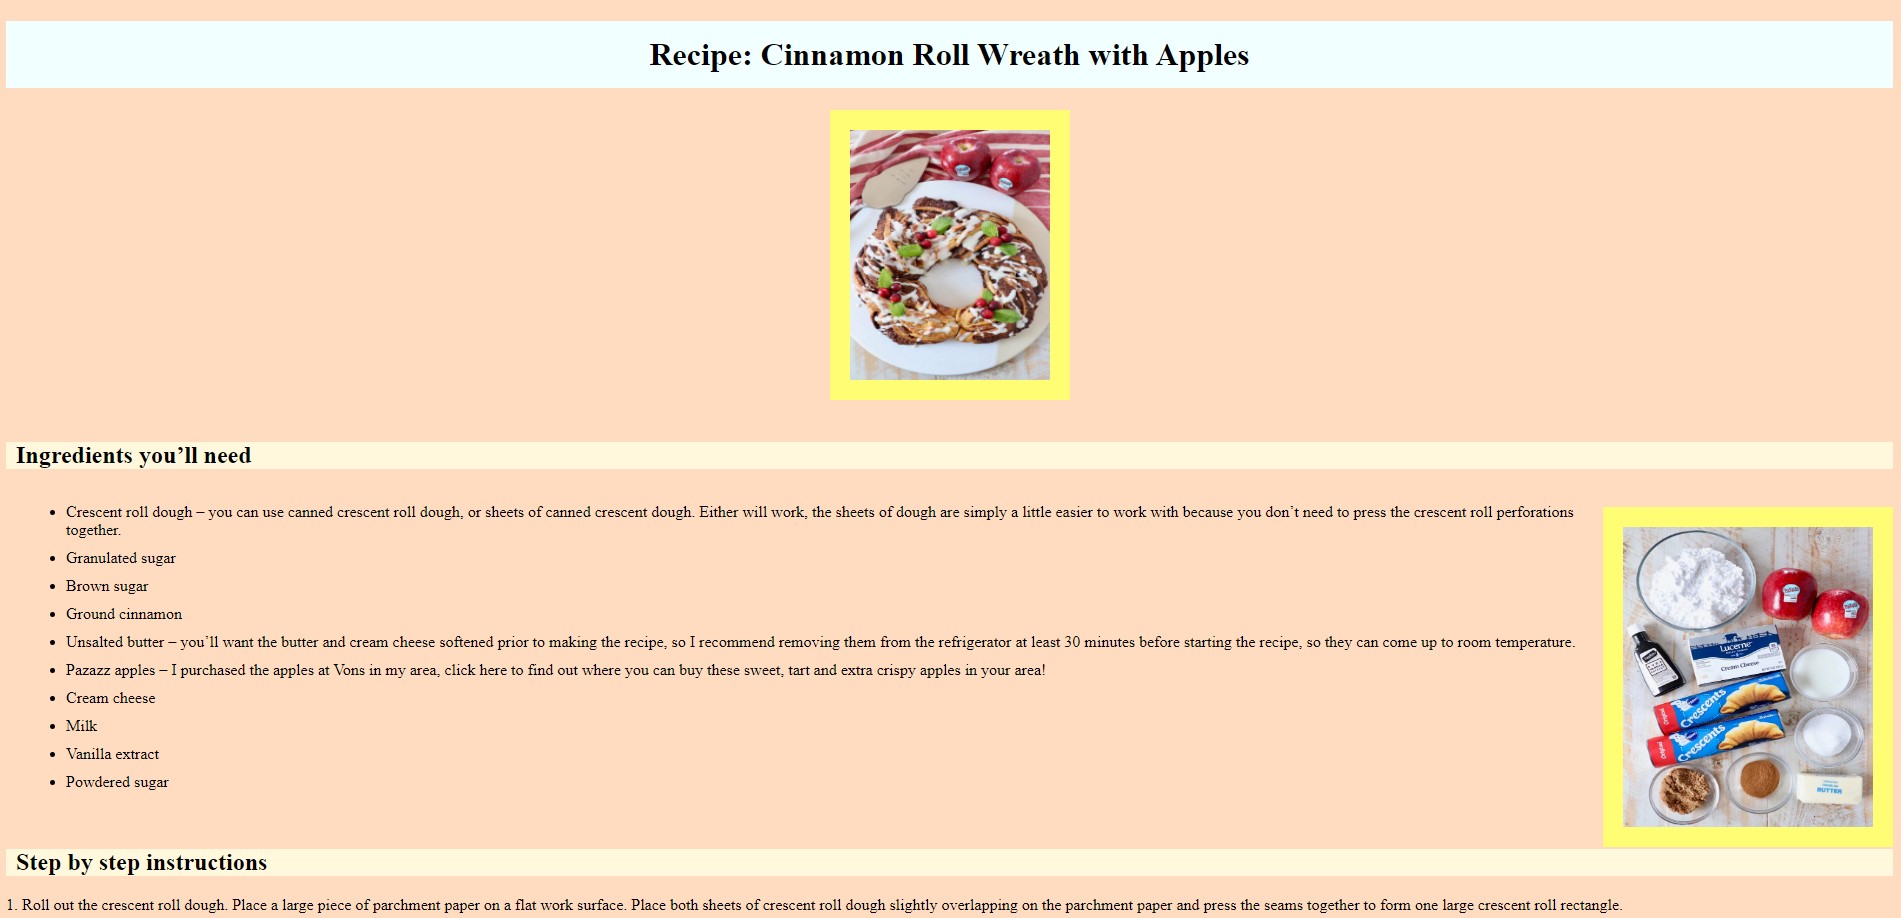 Recipe: Cinnamon Roll Wreath with Apples
Ingredients you’ll need
Crescent roll dough – you can use canned crescent roll dough, or sheets of canned crescent dough. Either will work, the sheets of dough are simply a little easier to work with because you don’t need to press the crescent roll perforations
together.
Granulated sugar
Brown sugar
Ground cinnamon
Unsalted butter – you’ll want the butter and cream cheese softened prior to making the recipe, so I recommend removing them from the refrigerator at least 30 minutes before starting the recipe, so they can come up to room temperature.
Pazazz apples – I purchased the apples at Vons in my area, click here to find out where you can buy these sweet, tart and extra crispy apples in your area!
Cream cheese
Milk
Vanilla extract
Powdered sugar
Lucerne
Cream Cheese
Crescents
Crescents
BUTTER
Step by step instructions
1. Roll out the crescent roll dough. Place a large piece of parchment paper on a flat work surface. Place both sheets of crescent roll dough slightly overlapping on the parchment paper and press the seams together to form one large crescent roll rectangle.